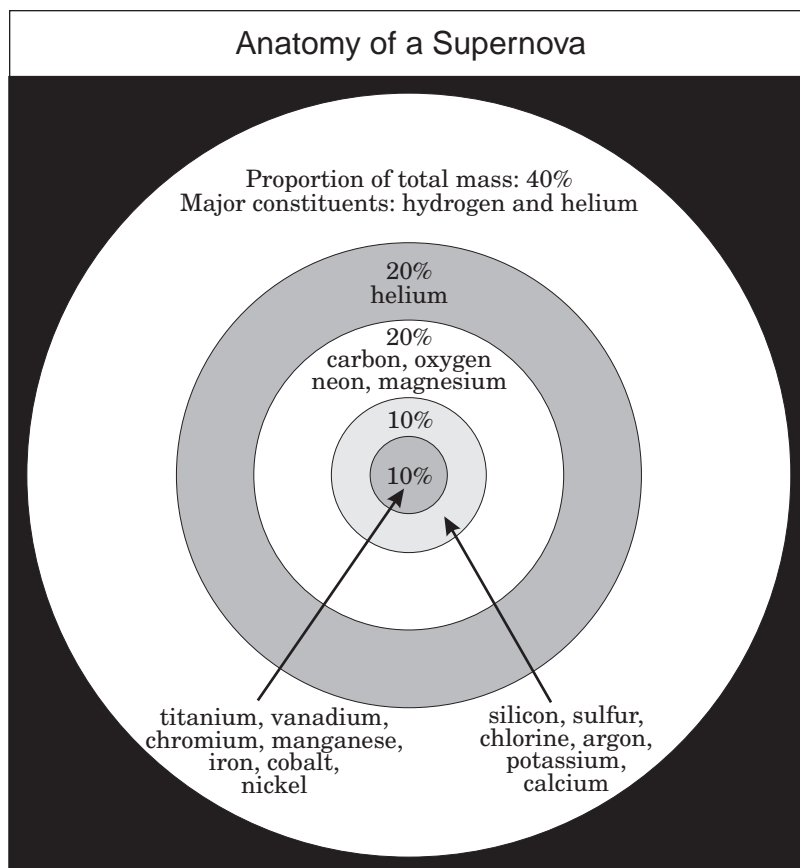 Anatomy of a Supernova
Proportion of total mass: 40%
Major constituents: hydrogen and helium
20%
helium
20%
carbon, oxygen
neon, magnesium
10%
10%
titanium, vanadium,
chromium, manganese,
iron, cobalt,
nickel
silicon, sulfur,
chlorine, argon,
potassium,
calcium